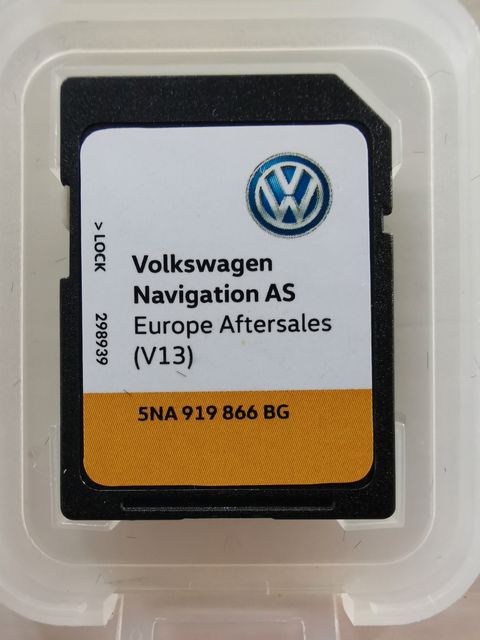 Volkswagen
Navigation AS
Europe Aftersales
(V13)
5NA 919 866 BG
> LOCK
298939